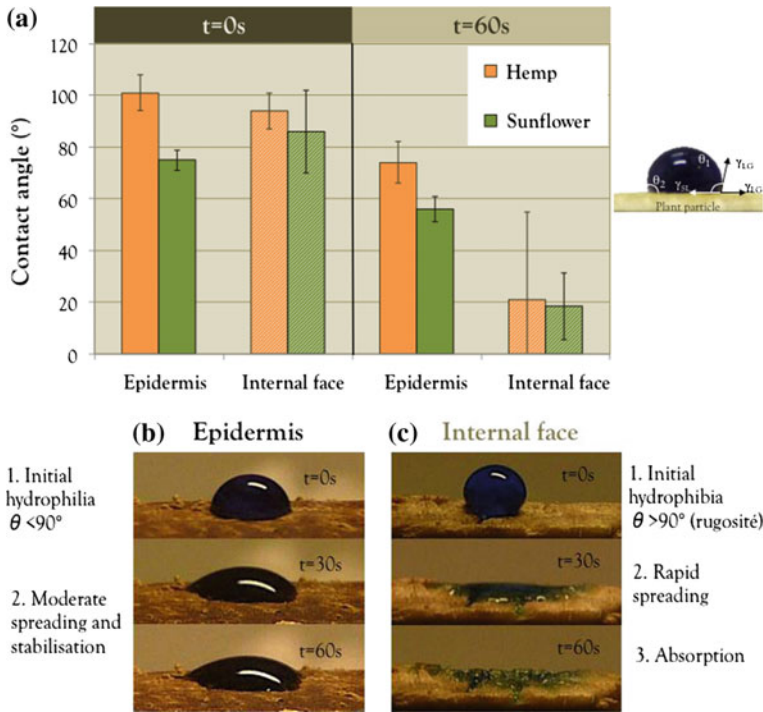 (a)
t=0s
t=60s
Contact angle (°)
120
100
80
60
40
20
0
Hemp
Sunflower
Epidermis
Internal face
Epidermis
Internal face
θ1
θ2
γLG
γSL
γLG
Plant particle
(b) Epidermis
1. Initial
hydrophilia
θ <90°
2. Moderate
spreading and
stabilisation
t=0s
t=30s
t=60s
(c) Internal face
t=0s
t=30s
t=60s
1. Initial
hydrophibia
θ >90° (rugosité)
2. Rapid
spreading
3. Absorption